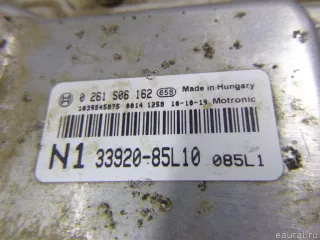 0 261 S06 162 658 Made in Hungary
1039S45875 0014 1258 10-10-19 Motronic
N1 33920-85L10 085L1
© eaural.ru